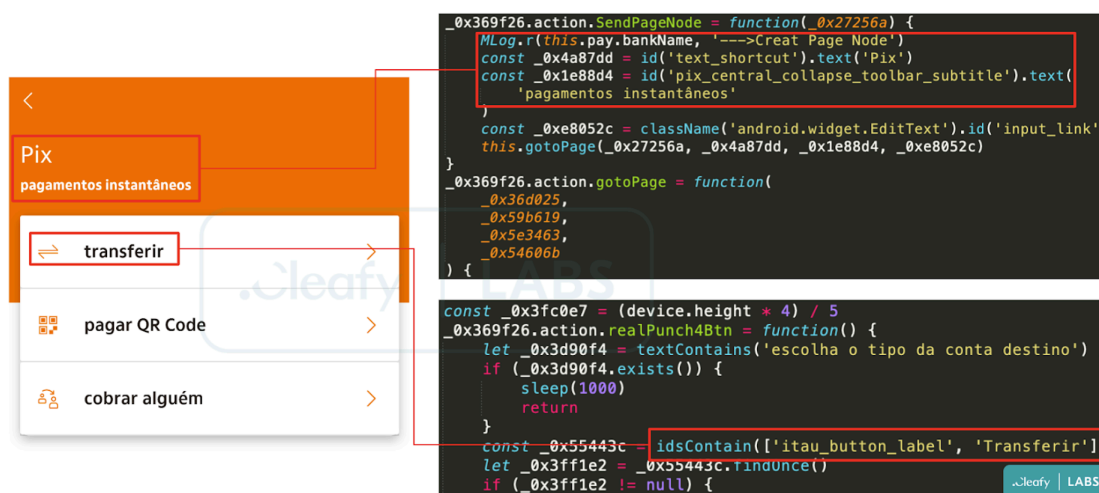 Pix
pagamentos instantâneos
transferir
pagar QR Code
cobrar alguém
_0x369f26.action.SendPageNode = function(_0x27256a) {
MLog.r(this.pay.bankName, '--->Creat Page Node')
const _0x4a87dd = id('text_shortcut').text('Pix')
const _0x1e88d4 = id('pix_central_collapse_toolbar_subtitle').text(
'pagamentos instantâneos'
)
const _0xe8052c = className('android.widget.EditText').id('input_link'
this.gotoPage(_0x27256a, _0x4a87dd, _0x1e88d4, _0xe8052c)
}
_0x369f26.action.gotoPage = function(
_0x36d025,
_0x59b619,
_0x5e3463,
_0x54606b
) {
const _0x3fc0e7 = (device.height * 4) / 5
_0x369f26.action.realPunch4Btn = function() {
let _0x3d90f4 = textContains('escolha o tipo da conta destino')
if (_0x3d90f4.exists()) {
sleep(1000)
return
}
const _0x55443c = idsContain(['itau_button_label', 'Transferir']
let _0x3ff1e2 = _0x55443c.findOnce()
if (_0x3ff1e2 != null) {
.Cleafy | LABS
.Cleafy | LABS